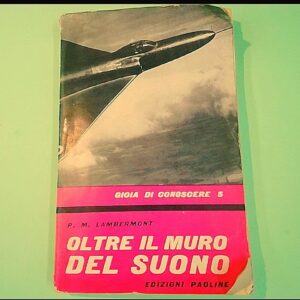 GIOIA DI CONOSCERE 5
P. M. LAMBERMONT
OLTRE IL MURO
DEL SUONO
EDIZIONI PAOLINE